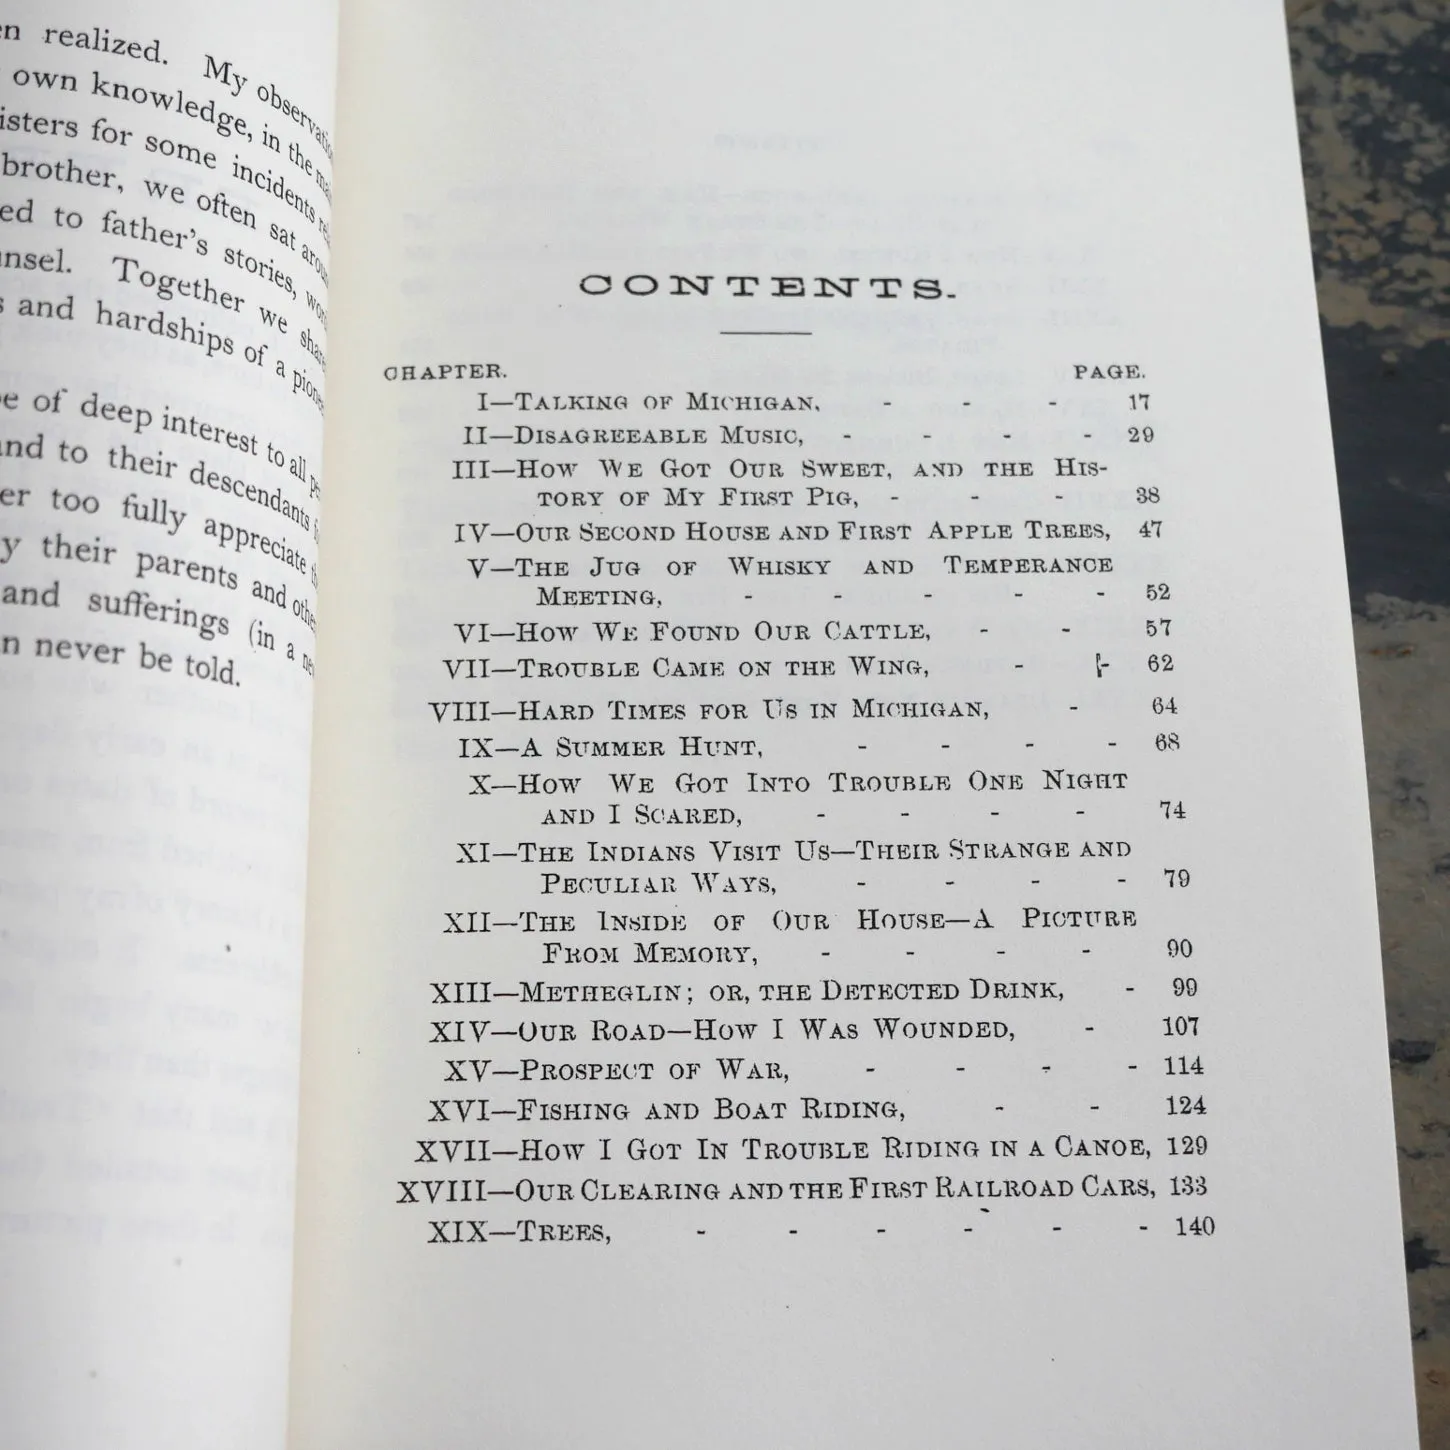 en realized. My
own knowledge, in the
isters for some incidents
brother, we often sat
ed to father's stories,
nsel. Together we
s and hardships of a
be of deep interest to all
nd to their descendants
er too fully appreciate
y their parents and
and sufferings (in a
n never be told.
CONTENTS.
CHAPTER. PAGE.
I—TALKING OF MICHIGAN, - - - 17
II—DISAGREEABLE MUSIC, - - - - 29
III—HOW WE GOT OUR SWEET, AND THE HIS-
TORY OF MY FIRST PIG, - - - 38
IV—OUR SECOND HOUSE AND FIRST APPLE TREES, 47
V—THE JUG OF WHISKY AND TEMPERANCE
MEETING, - - - - - 52
VI—HOW WE FOUND OUR CATTLE, - - 57
VII—TROUBLE CAME ON THE WING, - - 62
VIII—HARD TIMES FOR US IN MICHIGAN, - 64
IX—A SUMMER HUNT, - - - - 68
X—HOW WE GOT INTO TROUBLE ONE NIGHT
AND I SCARED, - - - - 74
XI—THE INDIANS VISIT US—THEIR STRANGE AND
PECULIAR WAYS, - - - - 79
XII—THE INSIDE OF OUR HOUSE—A PICTURE
FROM MEMORY, - - - - 90
XIII—METHEGLIN; OR, THE DETECTED DRINK, - 99
XIV—OUR ROAD—HOW I WAS WOUNDED, - 107
XV—PROSPECT OF WAR, - - - - 114
XVI—FISHING AND BOAT RIDING, - - 124
XVII—HOW I GOT IN TROUBLE RIDING IN A CANOE, 129
XVIII—OUR CLEARING AND THE FIRST RAILROAD CARS, 133
XIX—TREES, - - - - - - 140